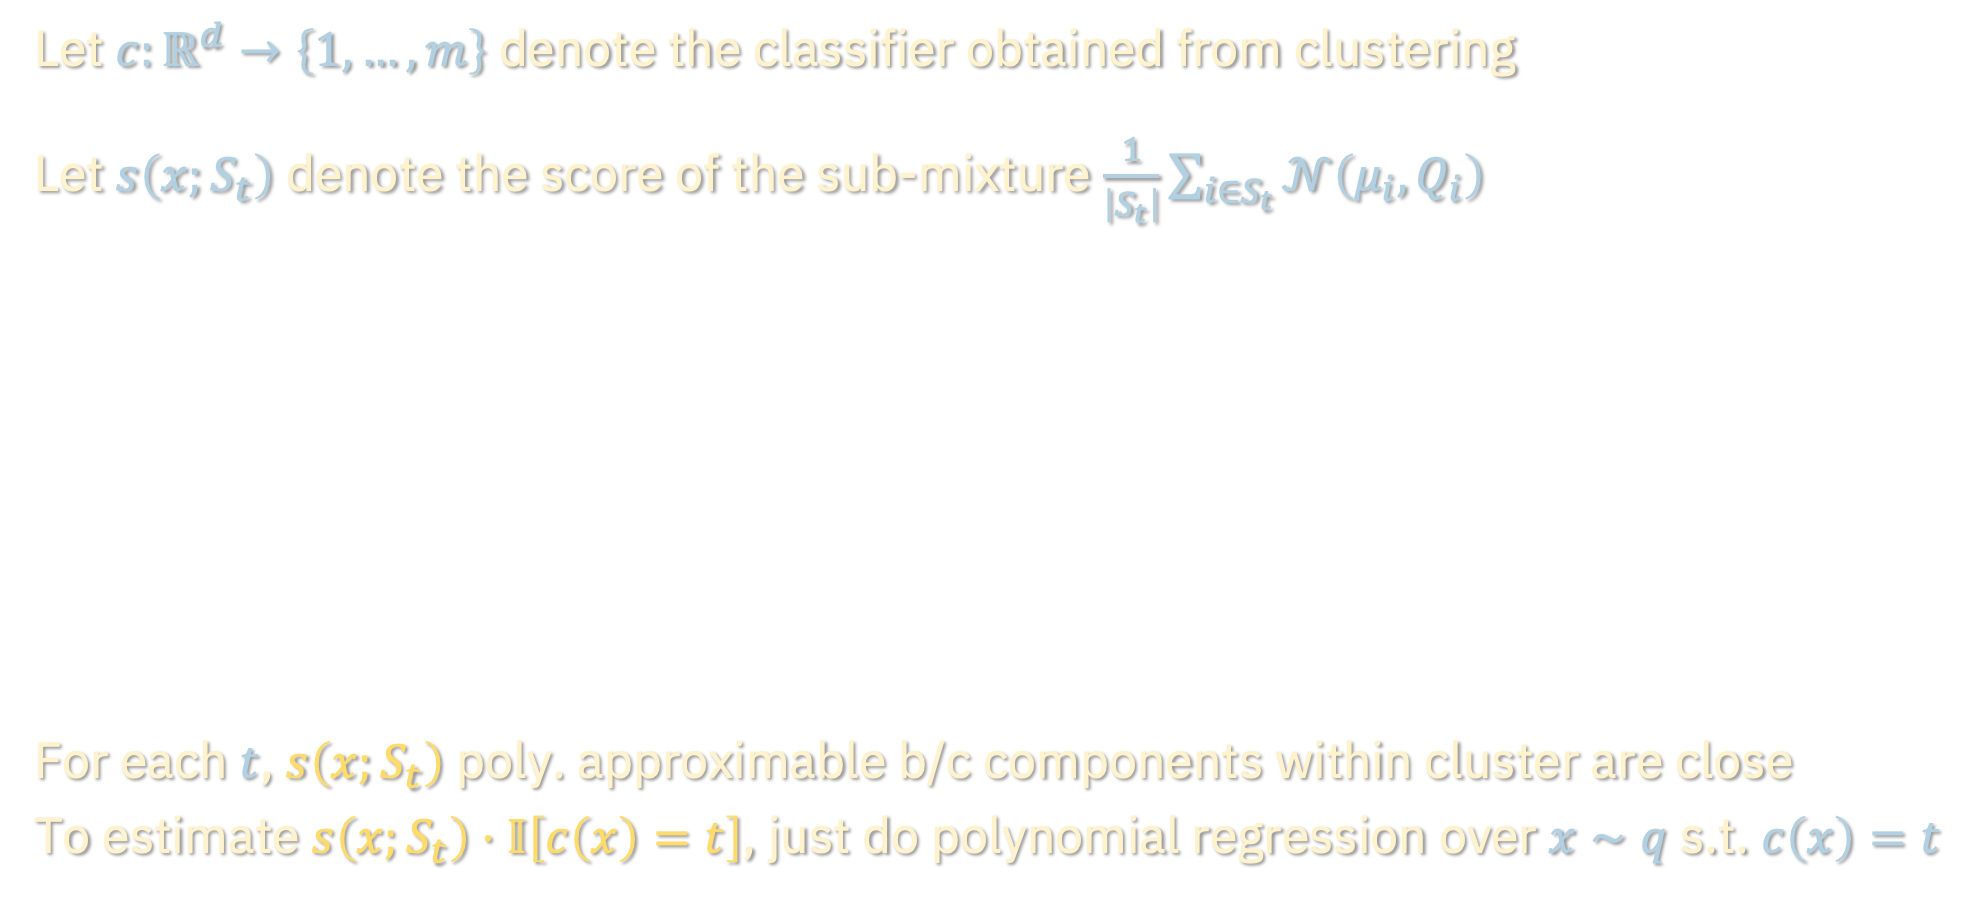 Let c: ℝ^d → {1, …, m} denote the classifier obtained from clustering
Let s(x; S_t) denote the score of the sub-mixture 1/|S_t| ∑_{i∈S_t} 𝒩(μ_i, Q_i)
For each t, s(x; S_t) poly. approximable b/c components within cluster are close
To estimate s(x; S_t) · 𝕀[c(x) = t], just do polynomial regression over x ~ q s.t. c(x) = t